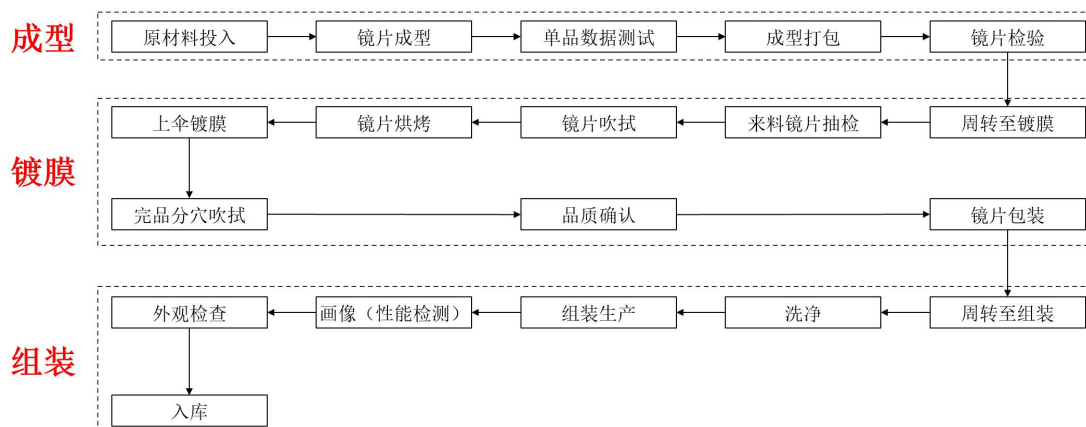 成型
原材料投入
镜片成型
单品数据测试
成型打包
镜片检验
镀膜
周转至镀膜
来料镜片抽检
镜片吹拭
镜片烘烤
上伞镀膜
完品分穴吹拭
品质确认
镜片包装
组装
周转至组装
洗净
组装生产
画像（性能检测）
外观检查
入库